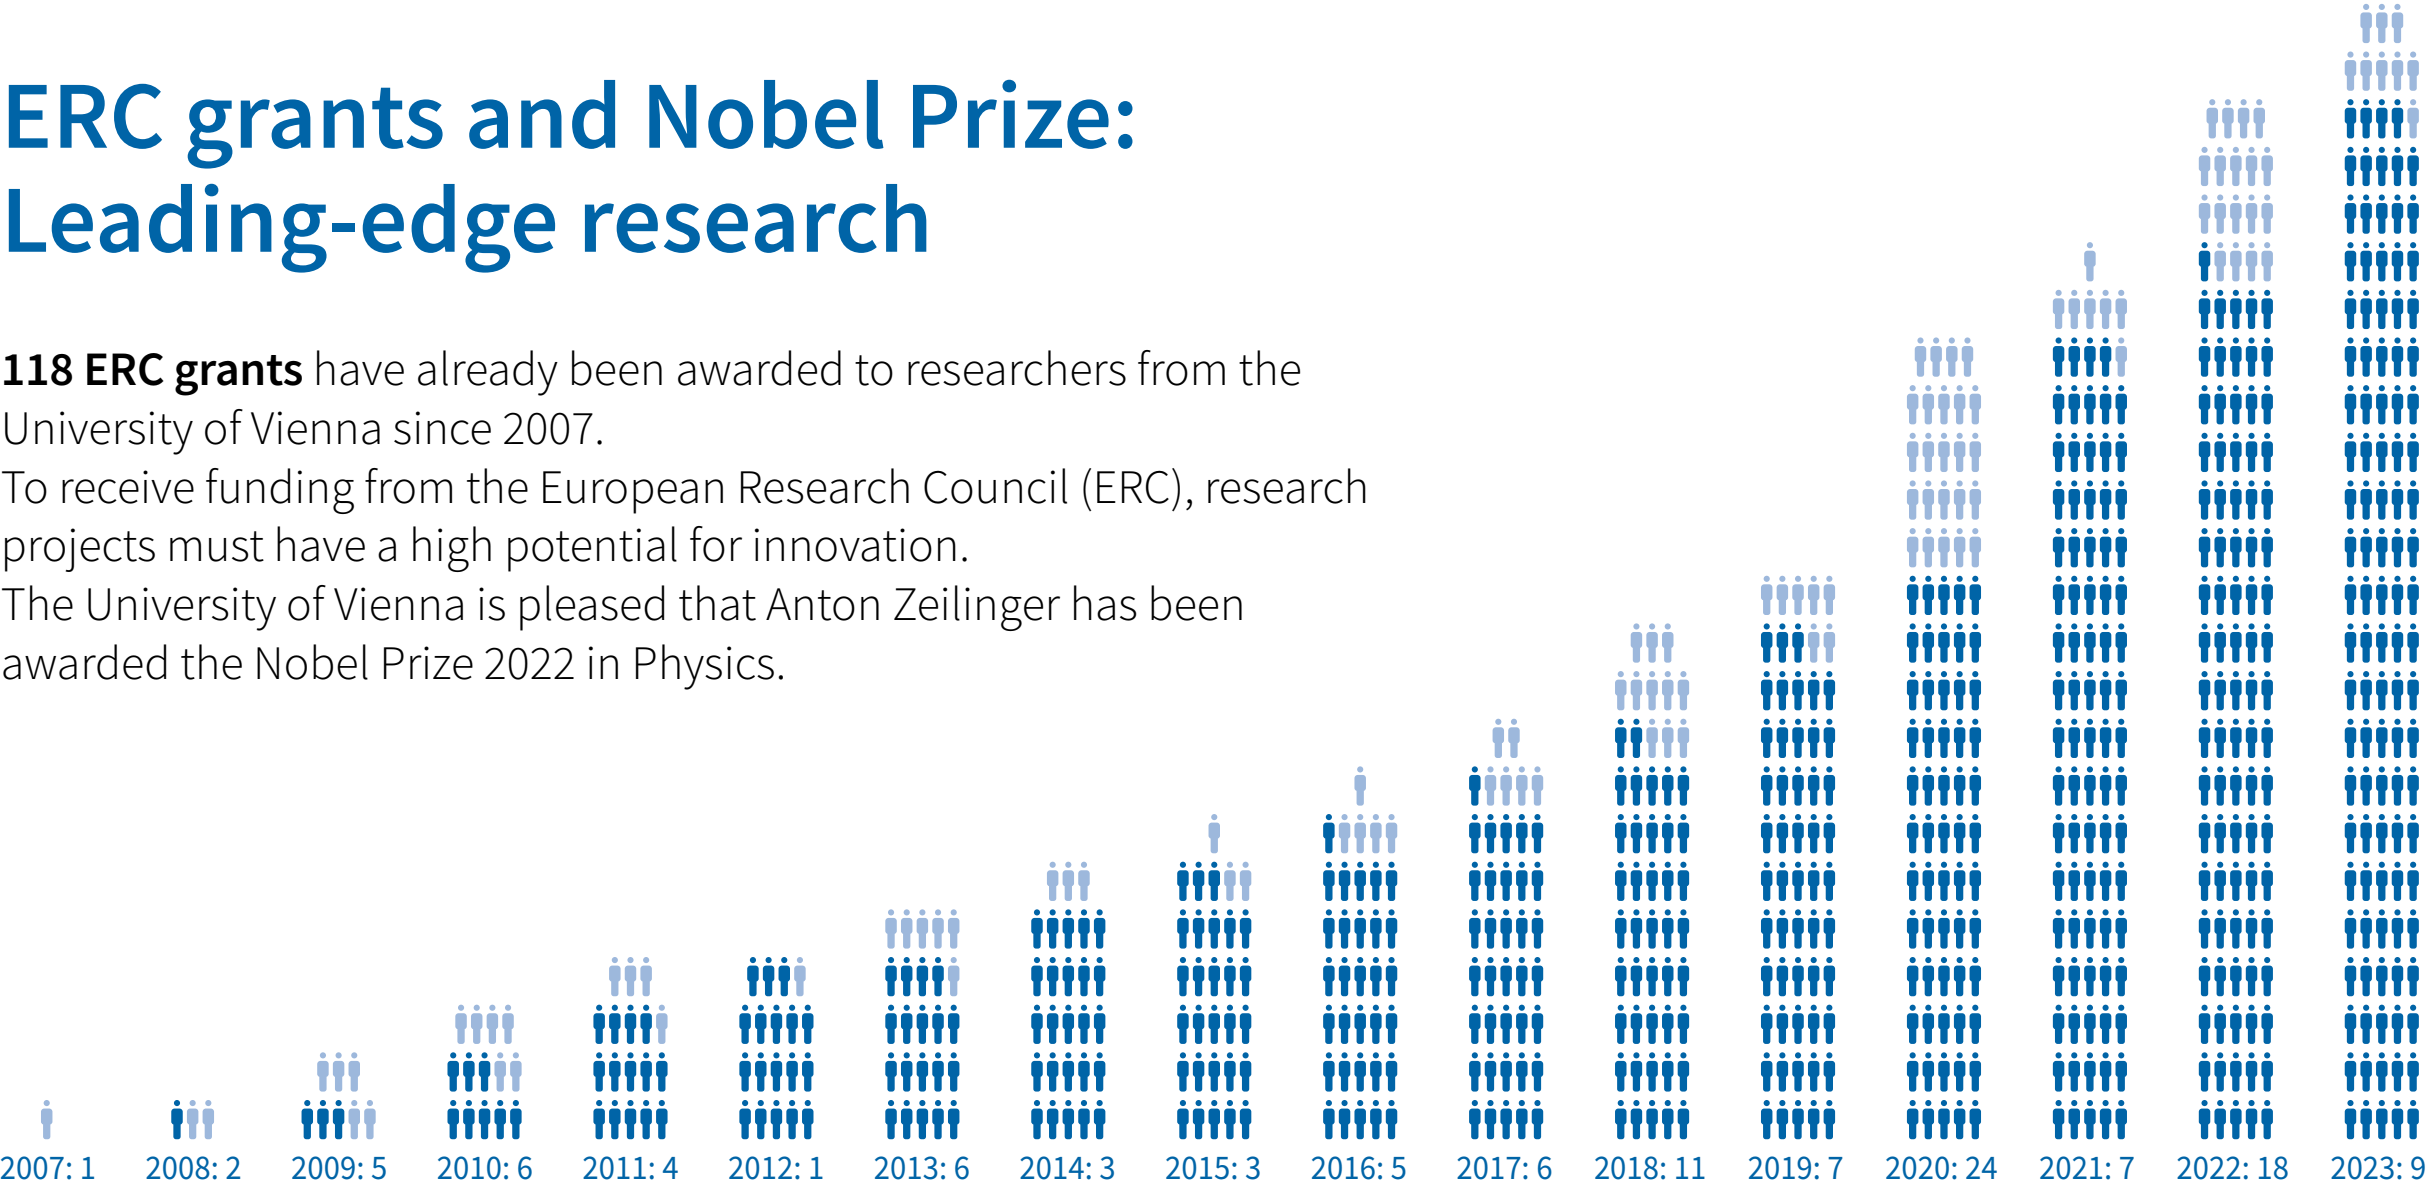 ERC grants and Nobel Prize:
Leading-edge research
118 ERC grants have already been awarded to researchers from the
University of Vienna since 2007.
To receive funding from the European Research Council (ERC), research
projects must have a high potential for innovation.
The University of Vienna is pleased that Anton Zeilinger has been
awarded the Nobel Prize 2022 in Physics.
2007: 1 2008: 2 2009: 5 2010: 6 2011: 4 2012: 1 2013: 6 2014: 3 2015: 3 2016: 5 2017: 6 2018: 11 2019: 7 2020: 24 2021: 7 2022: 18 2023: 9